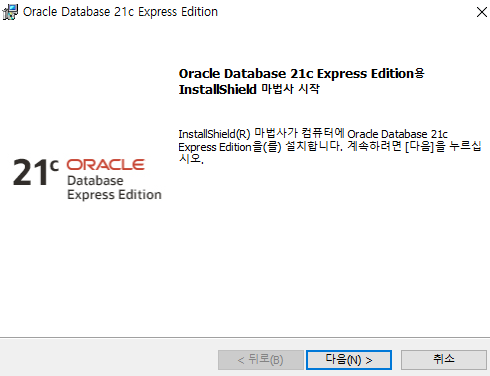 Oracle Database 21c Express Edition
Oracle Database 21c Express Edition용
InstallShield 마법사 시작
InstallShield(R) 마법사가 컴퓨터에 Oracle Database 21c
Express Edition을(를) 설치합니다. 계속하려면 [다음]을 누르십
시오.
21c ORACLE
Database
Express Edition
< 뒤로(B)
다음(N) >
취소